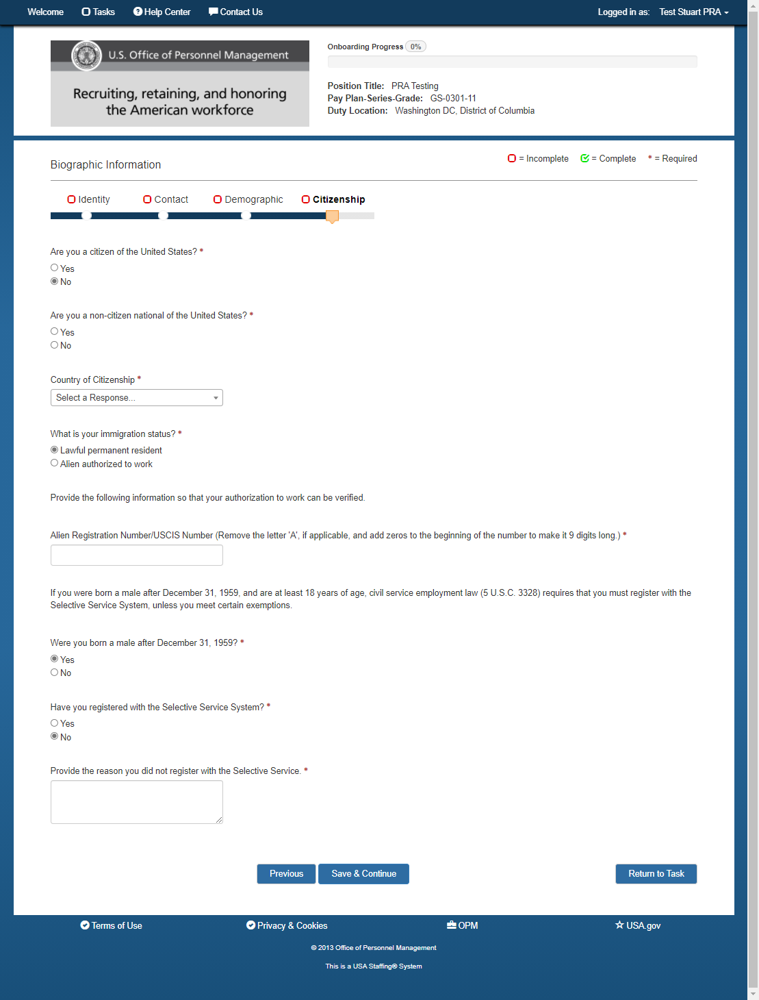 Welcome Tasks Help Center Contact Us Logged in as: Test Stuart PRA
U.S. Office of Personnel Management
Recruiting, retaining, and honoring
the American workforce
Onboarding Progress 0%
Position Title: PRA Testing
Pay Plan-Series-Grade: GS-0301-11
Duty Location: Washington DC, District of Columbia
Biographic Information
= Incomplete = Complete * = Required
Identity Contact Demographic Citizenship
Are you a citizen of the United States? *
Yes
No
Are you a non-citizen national of the United States? *
Yes
No
Country of Citizenship *
Select a Response...
What is your immigration status? *
Lawful permanent resident
Alien authorized to work
Provide the following information so that your authorization to work can be verified.
Alien Registration Number/USCIS Number (Remove the letter 'A', if applicable, and add zeros to the beginning of the number to make it 9 digits long.) *
If you were born a male after December 31, 1959, and are at least 18 years of age, civil service employment law (5 U.S.C. 3328) requires that you must register with the
Selective Service System, unless you meet certain exemptions.
Were you born a male after December 31, 1959? *
Yes
No
Have you registered with the Selective Service System? *
Yes
No
Provide the reason you did not register with the Selective Service. *
Previous Save & Continue Return to Task
Terms of Use Privacy & Cookies OPM USA.gov
© 2013 Office of Personnel Management
This is a USA Staffing® System